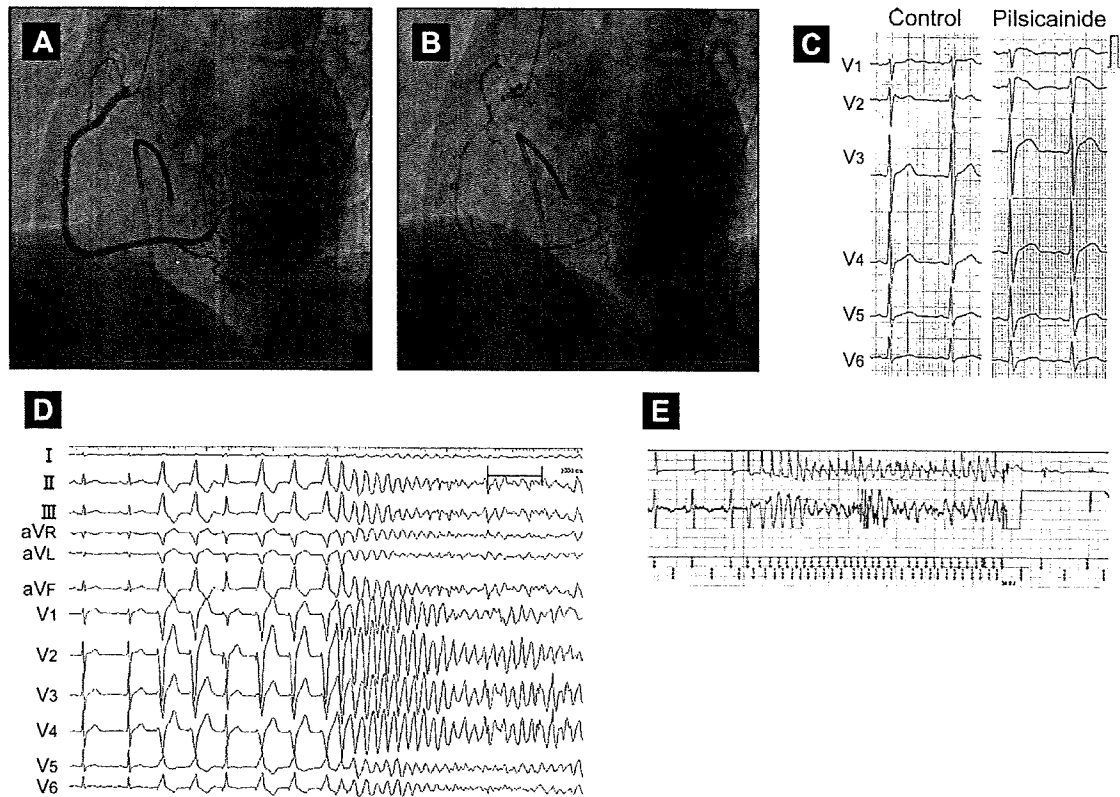 A
B
C
Control Pilsicainide
V1
V2
V3
V4
V5
V6
D
I
II
III
aVR
aVL
aVF
V1
V2
V3
V4
V5
V6
E